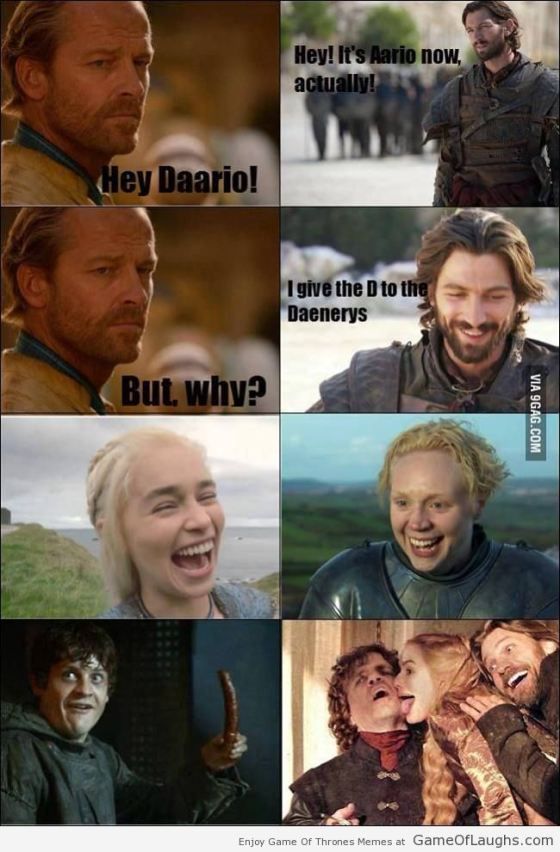 Hey Daario!
Hey! It's Aario now,
actually!
But, why?
I give the D to the
Daenerys
VIA 9GAG.COM
Enjoy Game Of Thrones Memes at GameOfLaughs.com